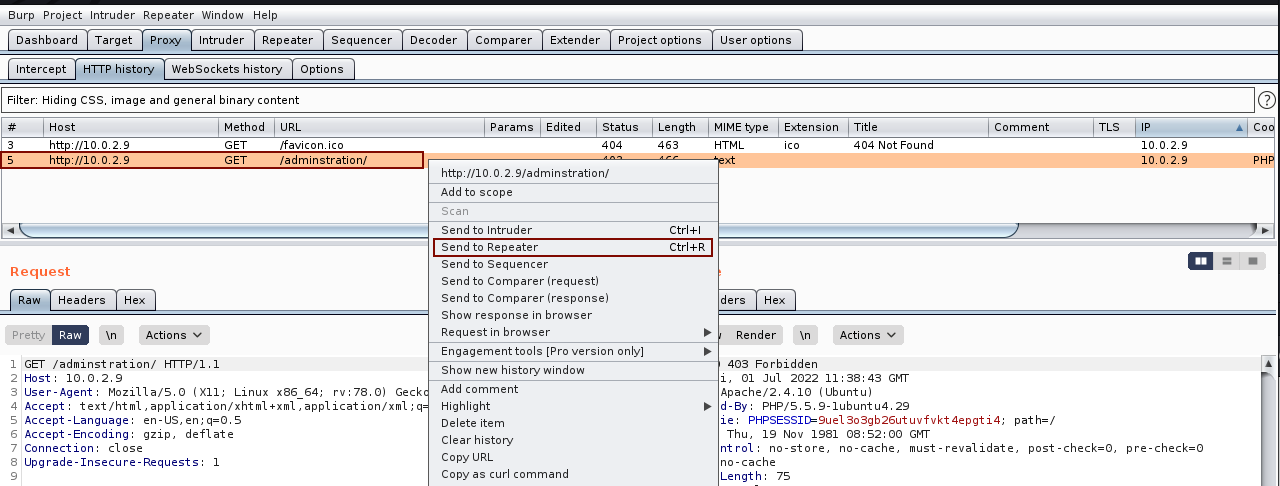 Burp Project Intruder Repeater Window Help
Dashboard Target Proxy Intruder Repeater Sequencer Decoder Comparer Extender Project options User options
Intercept HTTP history WebSockets history Options
Filter: Hiding CSS, image and general binary content ?
# Host Method URL Params Edited Status Length MIME type Extension Title Comment TLS IP Coo
3 http://10.0.2.9 GET /favicon.ico 404 463 HTML ico 404 Not Found 10.0.2.9
5 http://10.0.2.9 GET /adminstration/ 403 466 text 10.0.2.9 PHP
http://10.0.2.9/adminstration/
Add to scope
Scan
Send to Intruder Ctrl+I
Send to Repeater Ctrl+R
Send to Sequencer
Send to Comparer (request)
Send to Comparer (response)
Show response in browser
Request in browser
Engagement tools [Pro version only]
Show new history window
Add comment
Highlight
Delete item
Clear history
Copy URL
Copy as curl command
Request
Raw Headers Hex
Pretty Raw \n Actions
1 GET /adminstration/ HTTP/1.1
2 Host: 10.0.2.9
3 User-Agent: Mozilla/5.0 (X11; Linux x86_64; rv:78.0) Gecko
4 Accept: text/html,application/xhtml+xml,application/xml;q=
5 Accept-Language: en-US,en;q=0.5
6 Accept-Encoding: gzip, deflate
7 Connection: close
8 Upgrade-Insecure-Requests: 1
9
e
ders Hex
w Render \n Actions
403 Forbidden
i, 01 Jul 2022 11:38:43 GMT
Apache/2.4.10 (Ubuntu)
d-By: PHP/5.5.9-1ubuntu4.29
ie: PHPSESSID=9uel3o3gb26utuvfvkt4epgti4; path=/
Thu, 19 Nov 1981 08:52:00 GMT
ntrol: no-store, no-cache, must-revalidate, post-check=0, pre-check=0
no-cache
Length: 75